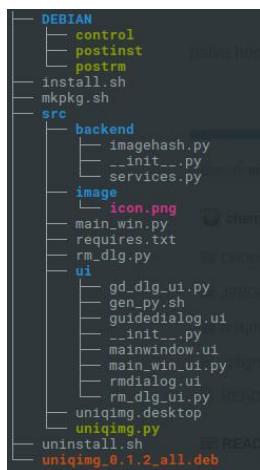 DEBIAN
control
postinst
postrm
install.sh
mkpkg.sh
src
backend
imagehash.py
__init__.py
services.py
image
icon.png
main_win.py
requires.txt
rm_dlg.py
ui
gd_dlg_ui.py
gen_py.sh
guidedialog.ui
__init__.py
mainwindow.ui
main_win_ui.py
rmdialog.ui
rm_dlg_ui.py
uniqimg.desktop
uniqimg.py
uninstall.sh
uniqimg_0.1.2_all.deb